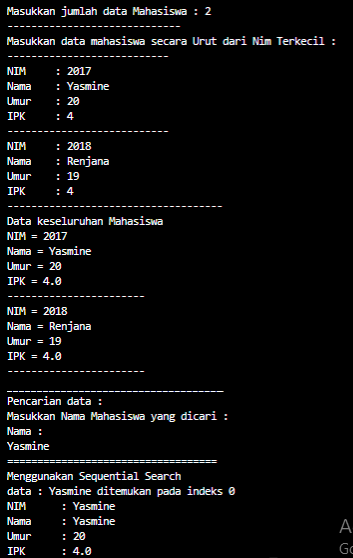 Masukkan jumlah data Mahasiswa : 2
-----------------------------
Masukkan data mahasiswa secara Urut dari Nim Terkecil :
---------------------------
NIM     : 2017
Nama    : Yasmine
Umur    : 20
IPK     : 4
---------------------------
NIM     : 2018
Nama    : Renjana
Umur    : 19
IPK     : 4
------------------------------------
Data keseluruhan Mahasiswa
NIM = 2017
Nama = Yasmine
Umur = 20
IPK = 4.0
-----------------------
NIM = 2018
Nama = Renjana
Umur = 19
IPK = 4.0
-----------------------
____________________________________
Pencarian data :
Masukkan Nama Mahasiswa yang dicari :
Nama :
Yasmine
===================================
Menggunakan Sequential Search
data : Yasmine ditemukan pada indeks 0
NIM      : Yasmine
Nama     : Yasmine
Umur     : 20
IPK      : 4.0
A
Go